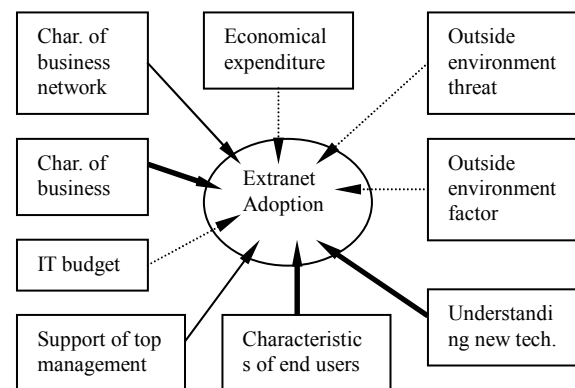 Char. of
business
network
Economical
expenditure
Outside
environment
threat
Char. of
business
Extranet
Adoption
Outside
environment
factor
IT budget
Support of top
management
Characteristic
s of end users
Understandi
ng new tech.